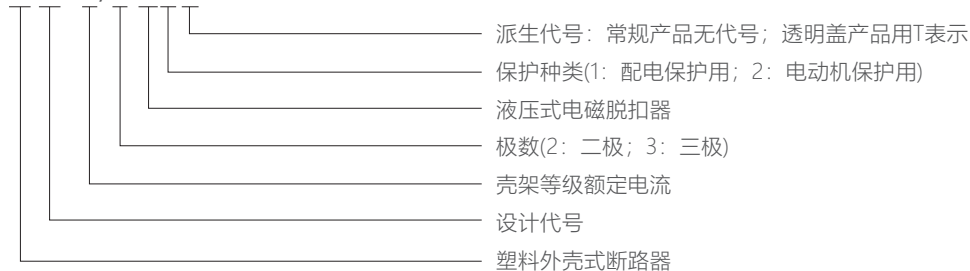 派生代号：常规产品无代号；透明盖产品用T表示
保护种类(1：配电保护用；2：电动机保护用)
液压式电磁脱扣器
极数(2：二极；3：三极)
壳架等级额定电流
设计代号
塑料外壳式断路器